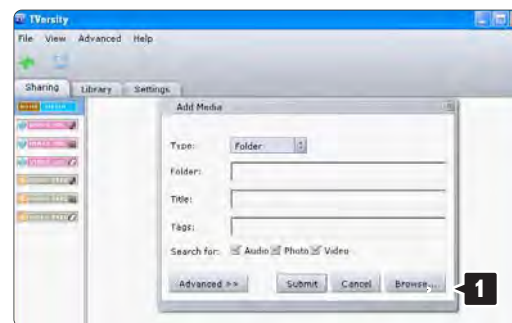 TVersity
File View Advanced Help
Sharing Library Settings
Add Media
Type: Folder
Folder:
Title:
Tags:
Search for: Audio Photo Video
Advanced >> Submit Cancel Browse...
1